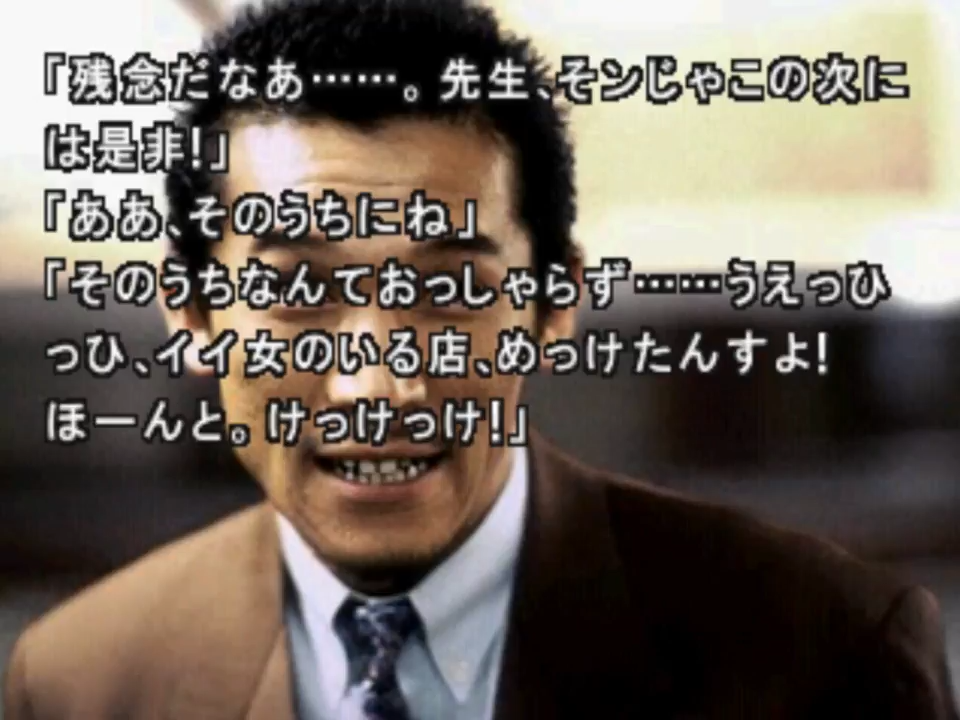 「残念だなあ……。先生、そンじゃこの次に
は是非!」
「ああ、そのうちにね」
「そのうちなんておっしゃらず……うえっひ
っひ、イイ女のいる店、めっけたんすよ!
ほーんと。けっけっけ!」